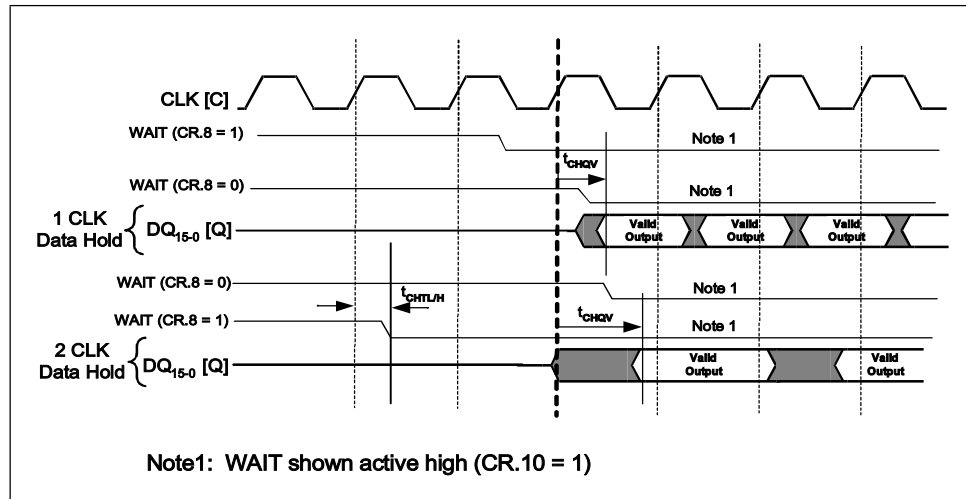 CLK [C]
WAIT (CR.8 = 1)
Note 1
tCHQV
WAIT (CR.8 = 0)
Note 1
1 CLK
Data Hold
DQ15-0 [Q]
Valid
Output
Valid
Output
Valid
Output
WAIT (CR.8 = 0)
Note 1
tCHTL/H
tCHQV
WAIT (CR.8 = 1)
Note 1
2 CLK
Data Hold
DQ15-0 [Q]
Valid
Output
Valid
Output
Note1: WAIT shown active high (CR.10 = 1)